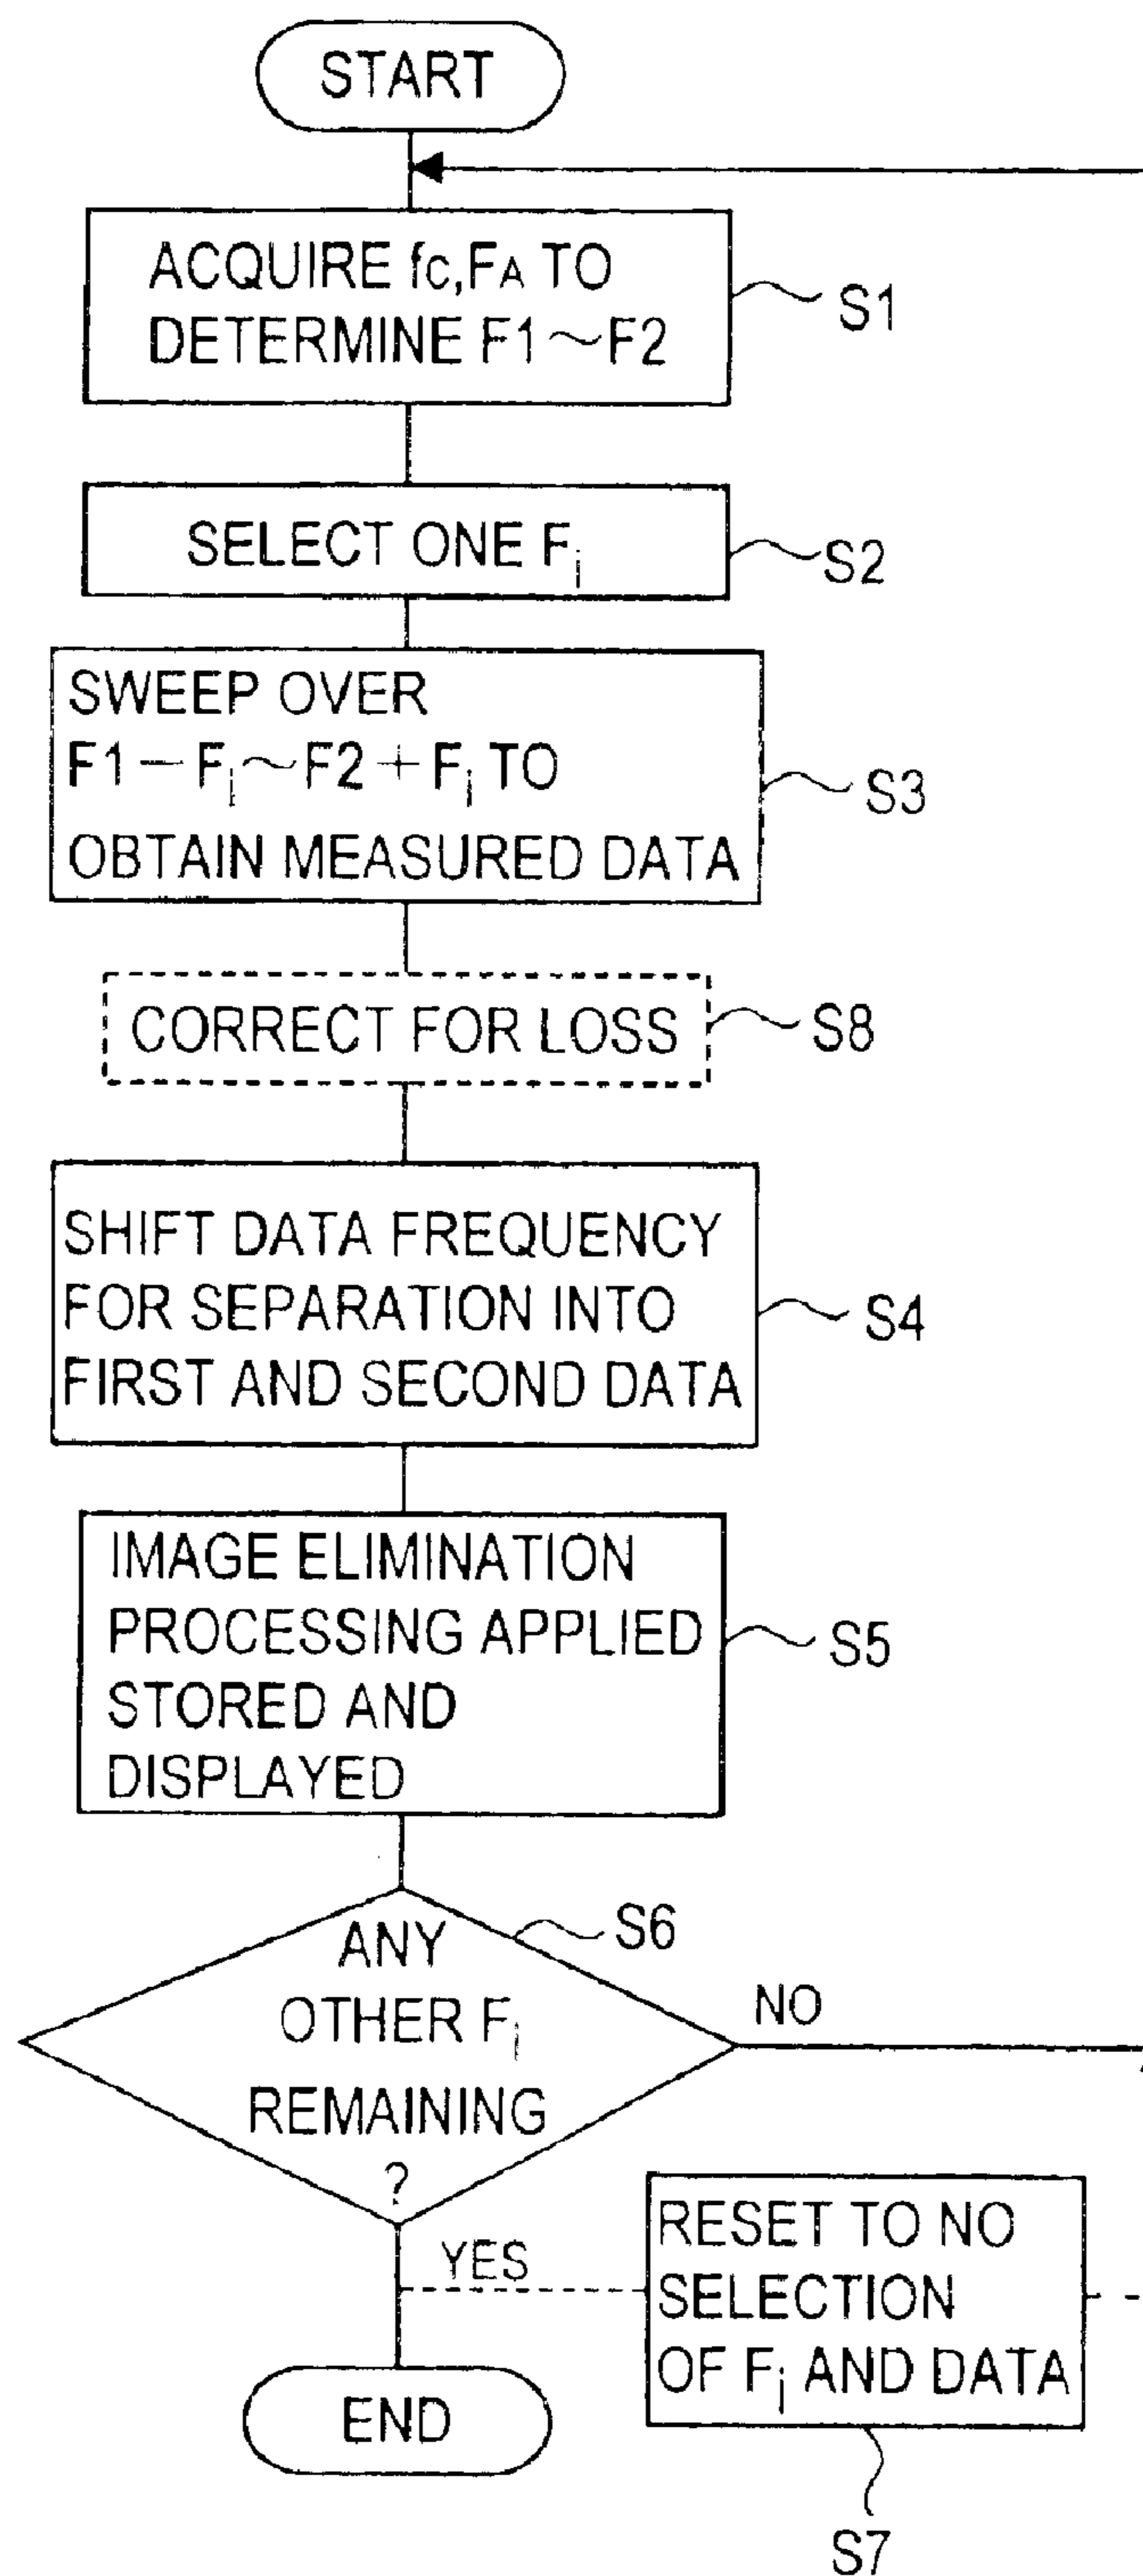 START
ACQUIRE fC,FA TO
DETERMINE F1~F2
S1
SELECT ONE Fi
S2
SWEEP OVER
F1-Fi~F2+Fi TO
OBTAIN MEASURED DATA
S3
CORRECT FOR LOSS
S8
SHIFT DATA FREQUENCY
FOR SEPARATION INTO
FIRST AND SECOND DATA
S4
IMAGE ELIMINATION
PROCESSING APPLIED
STORED AND
DISPLAYED
S5
ANY
OTHER Fi
REMAINING
?
S6
NO
YES
RESET TO NO
SELECTION
OF Fi AND DATA
S7
END